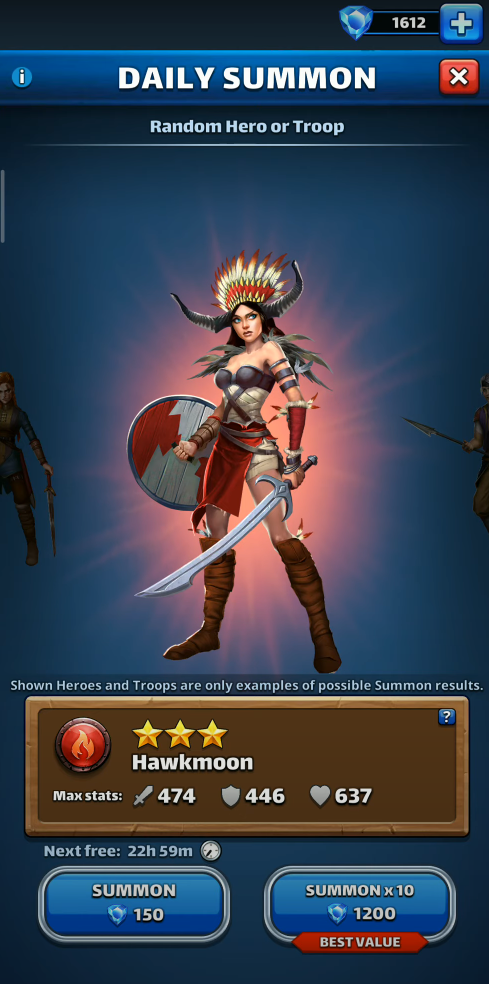 1612
i
DAILY SUMMON
Random Hero or Troop
Shown Heroes and Troops are only examples of possible Summon results.
?
Hawkmoon
Max stats: 474 446 637
Next free: 22h 59m
SUMMON
150
SUMMON x 10
1200
BEST VALUE